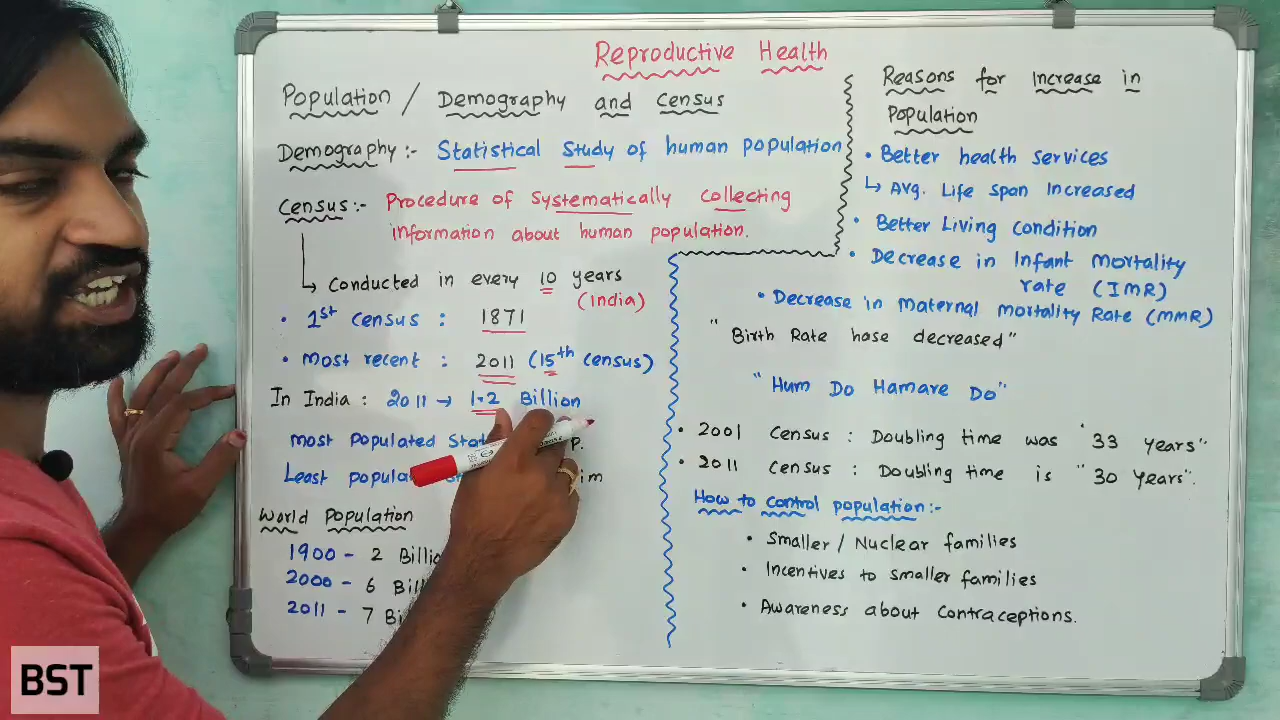 Reproductive Health
Population / Demography and Census
Demography :- Statistical Study of human population
Census :- Procedure of Systematically collecting
information about human population.
Conducted in every 10 years
(India)
• 1st Census : 1871
• Most recent : 2011 (15th Census)
In India : 2011 → 1.2 Billion
Most Populated P.
Least im
World Population
1900 - 2
2000 - 6
2011 - 7
Reasons for Increase in
Population
• Better health services
↳ Avg. Life span Increased
• Better Living condition
• Decrease in Infant Mortality
rate (IMR)
• Decrease in Maternal mortality Rate (MMR)
"Birth Rate hase decreased"
"Hum Do Hamare Do"
• 2001 Census : Doubling time was "33 years"
• 2011 Census : Doubling time is "30 years".
How to control population:-
• Smaller / Nuclear families
• Incentives to smaller families
• Awareness about Contraceptions.
BST